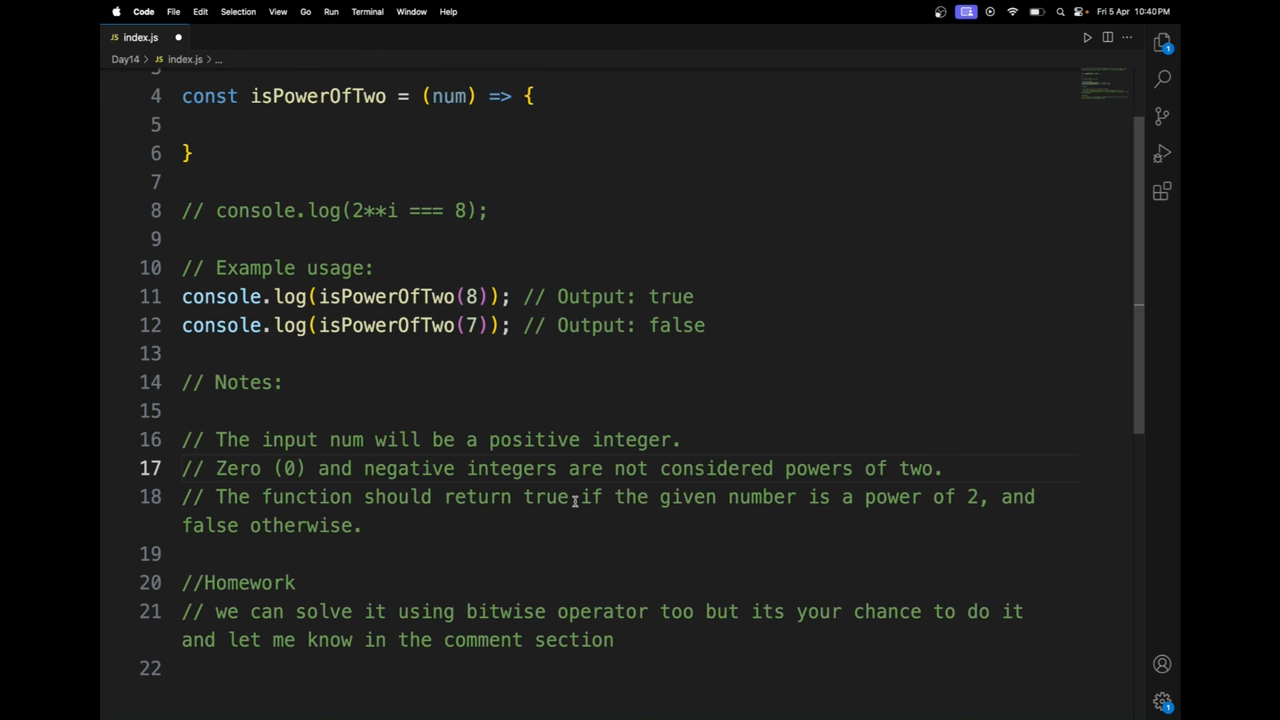 Code File Edit Selection View Go Run Terminal Window Help Fri 5 Apr 10:40 PM
JS index.js
Day14 > JS index.js > ...
4 const isPowerOfTwo = (num) => {
5
6 }
7
8 // console.log(2**i === 8);
9
10 // Example usage:
11 console.log(isPowerOfTwo(8)); // Output: true
12 console.log(isPowerOfTwo(7)); // Output: false
13
14 // Notes:
15
16 // The input num will be a positive integer.
17 // Zero (0) and negative integers are not considered powers of two.
18 // The function should return true if the given number is a power of 2, and
false otherwise.
19
20 //Homework
21 // we can solve it using bitwise operator too but its your chance to do it
and let me know in the comment section
22
1
1